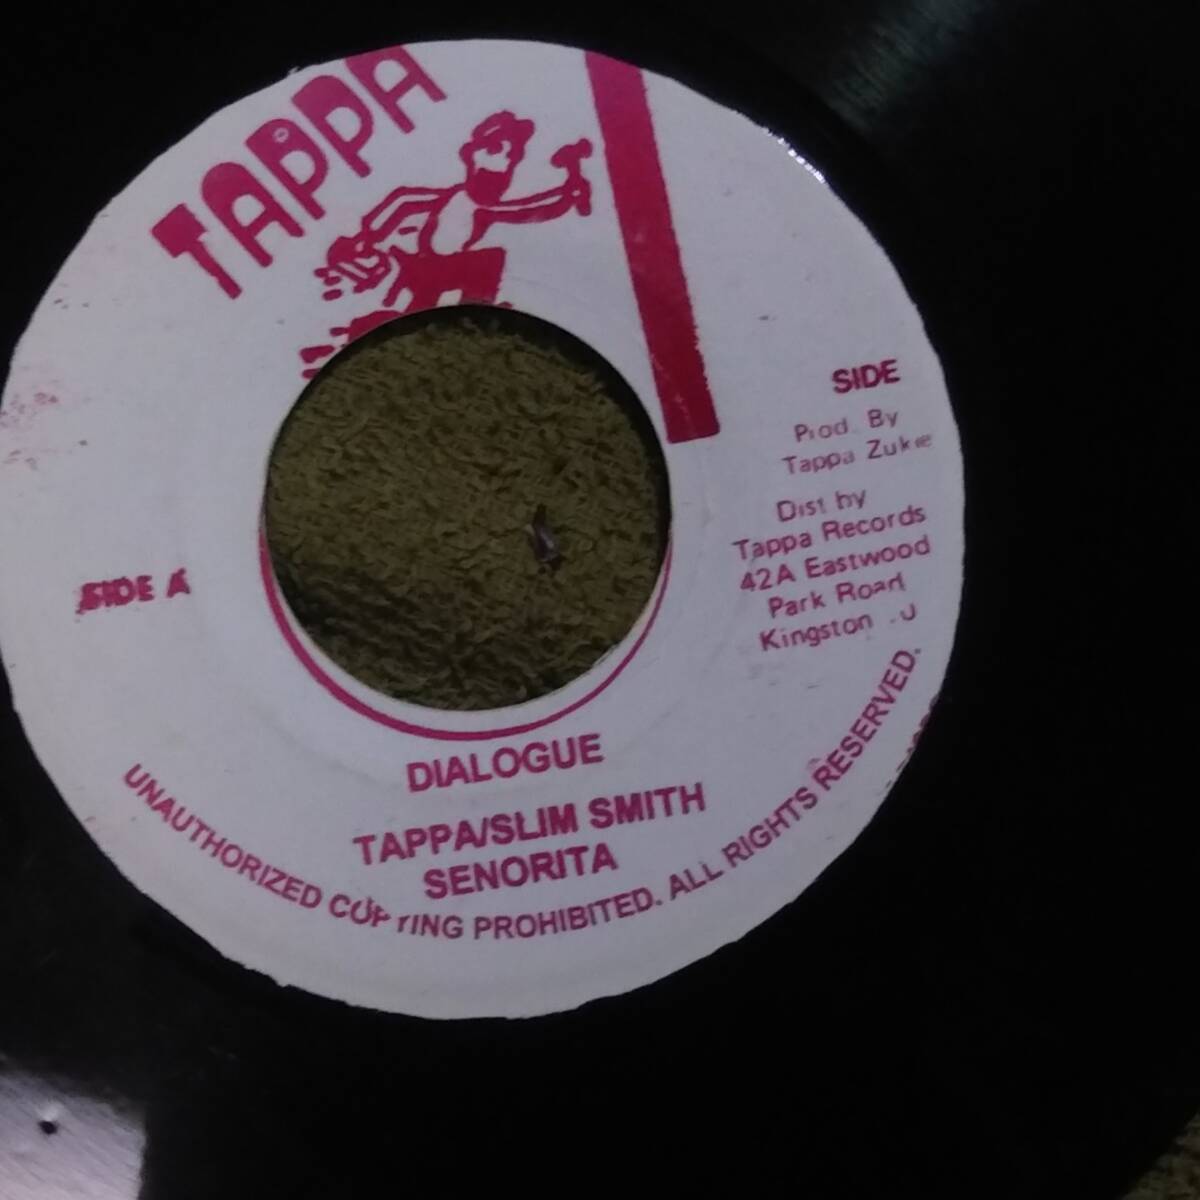 TAPPA
SIDE
Prod. By
Tappa Zukie
Dist by
Tappa Records
42A Eastwood
Park Road
Kingston J
SIDE A
DIALOGUE
TAPPA/SLIM SMITH
SENORITA
UNAUTHORIZED COPYING PROHIBITED. ALL RIGHTS RESERVED.